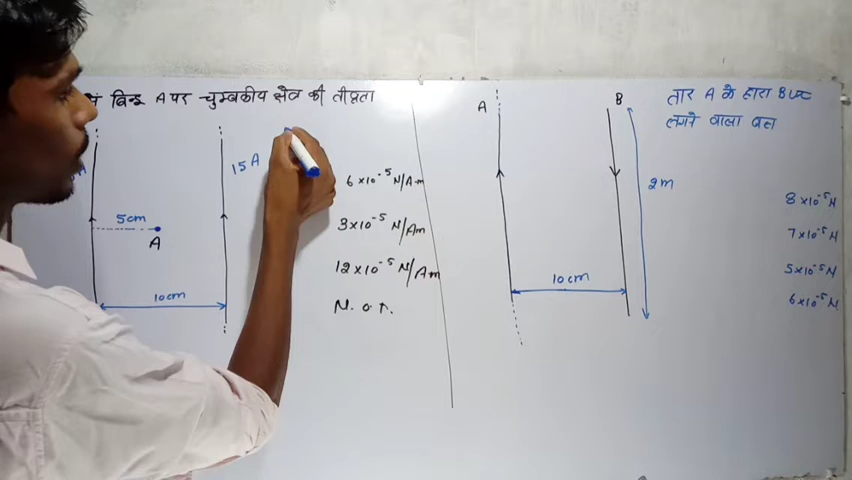 बिन्दु A पर चुम्बकीय क्षेत्र की तीव्रता
15 A
5cm
A
10cm
6×10⁻⁵ N/Am
3×10⁻⁵ N/Am
12×10⁻⁵ N/Am
N. O. T.
A
B
2m
10cm
तार A के द्वारा B पर
लगने वाला बल
8×10⁻⁵ N
7×10⁻⁵ N
5×10⁻⁵ N
6×10⁻⁵ N